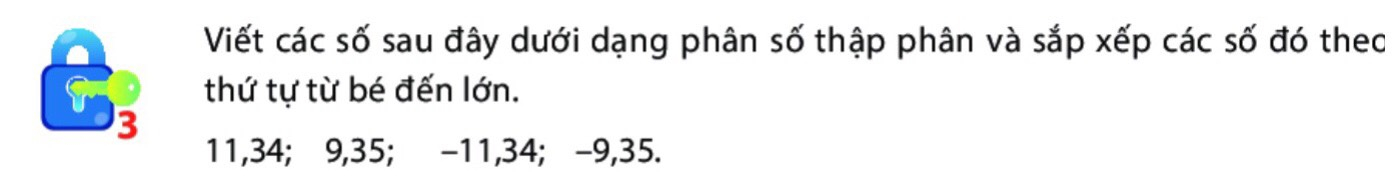 Viết các số sau đây dưới dạng phân số thập phân và sắp xếp các số đó theo
thứ tự từ bé đến lớn.
3
11,34; 9,35; –11,34; –9,35.